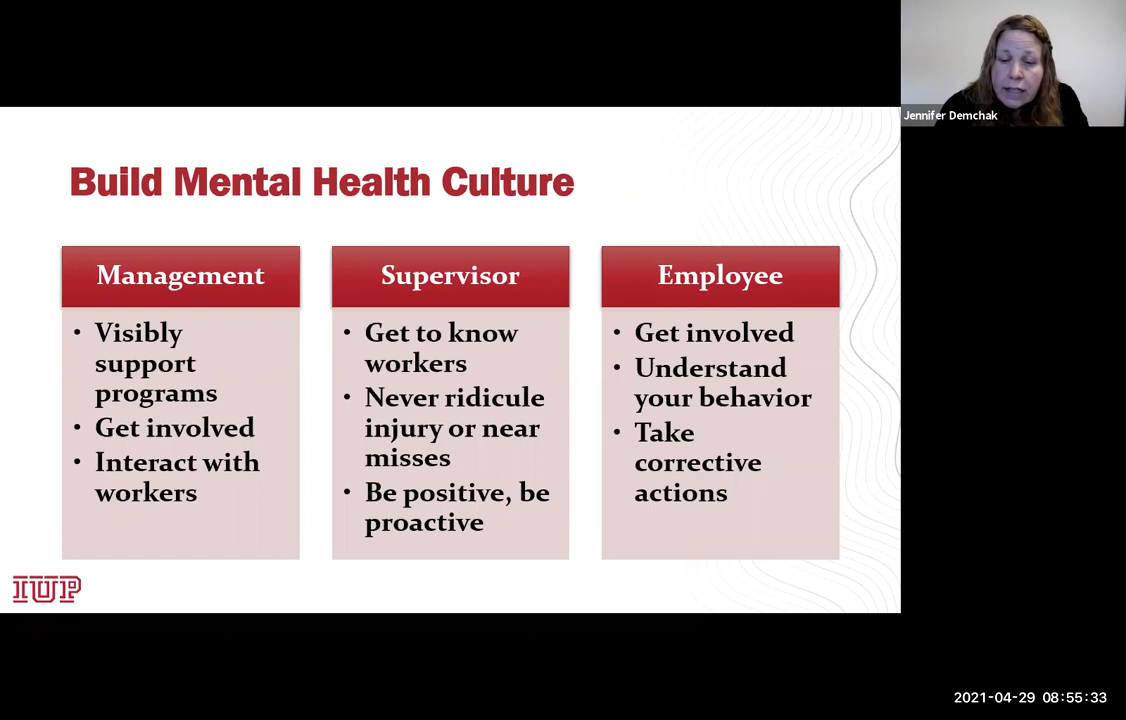 Jennifer Demchak
Build Mental Health Culture
Management
• Visibly
support
programs
• Get involved
• Interact with
workers
Supervisor
• Get to know
workers
• Never ridicule
injury or near
misses
• Be positive, be
proactive
Employee
• Get involved
• Understand
your behavior
• Take
corrective
actions
IUP
2021-04-29 08:55:33